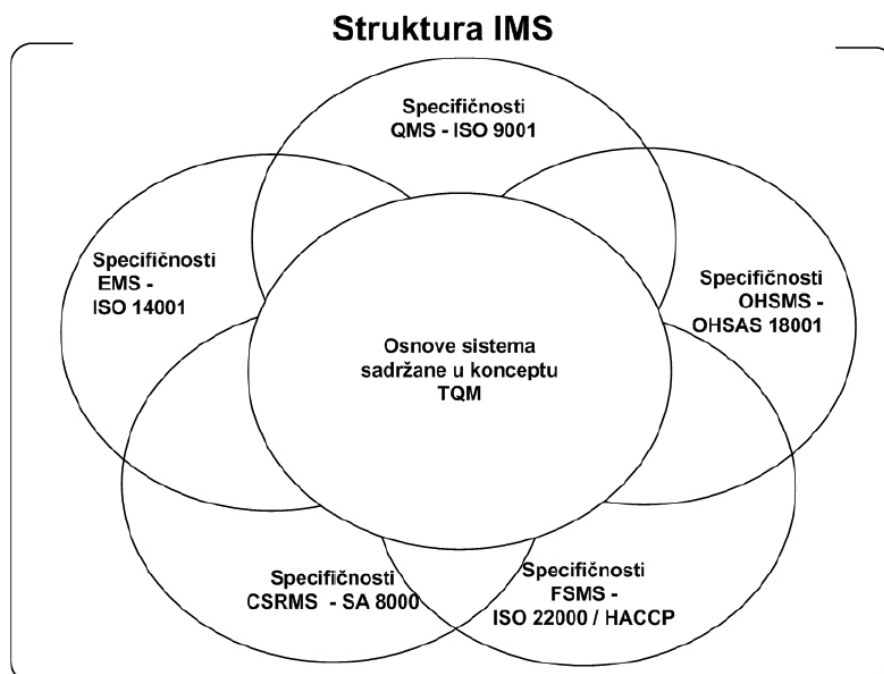 Struktura IMS
Specifičnosti
QMS - ISO 9001
Specifičnosti
EMS -
ISO 14001
Specifičnosti
OHSMS -
OHSAS 18001
Osnove sistema
sadržane u konceptu
TQM
Specifičnosti
CSRMS - SA 8000
Specifičnosti
FSMS -
ISO 22000 / HACCP